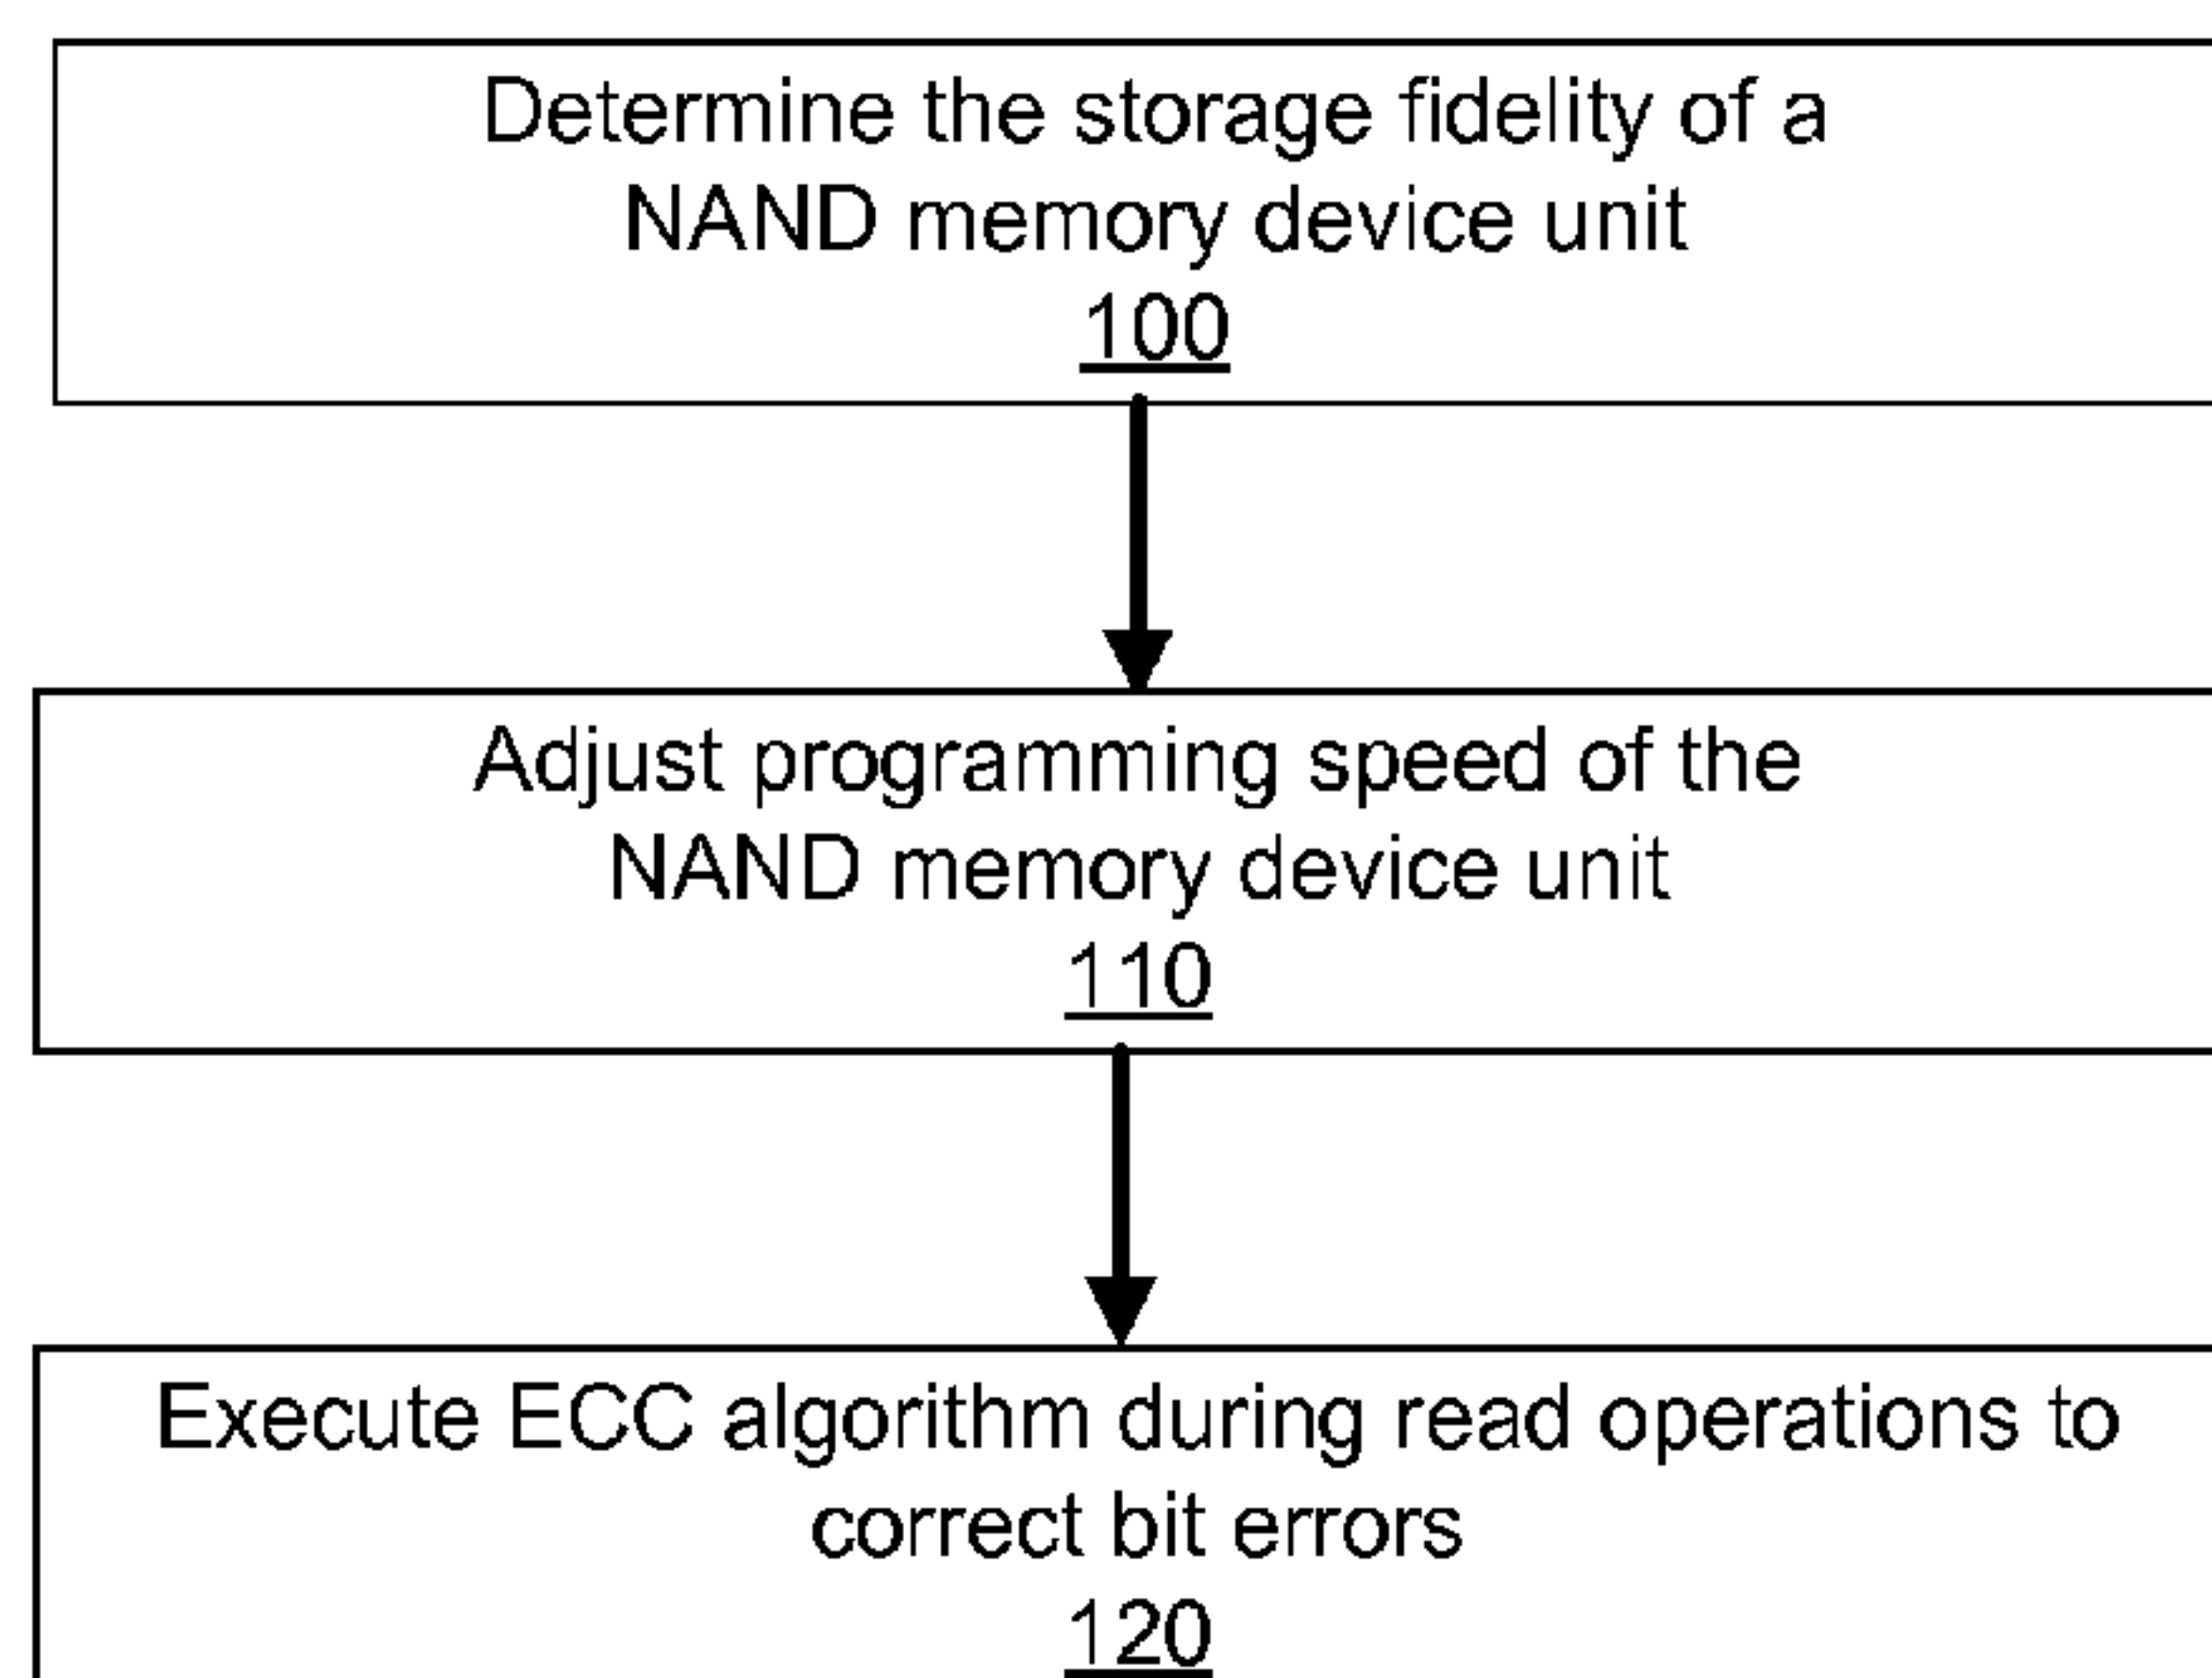 Determine the storage fidelity of a
NAND memory device unit
100
Adjust programming speed of the
NAND memory device unit
110
Execute ECC algorithm during read operations to
correct bit errors
120